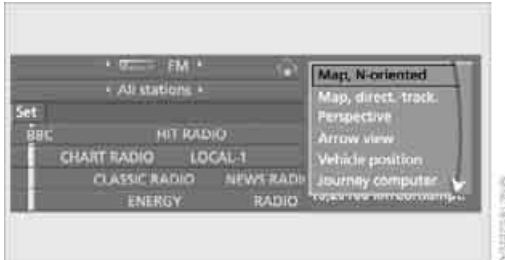 FM
All stations
Set
BBC HIT RADIO
CHART RADIO LOCAL-1
CLASSIC RADIO NEWS RADI
ENERGY RADIO
Map, N-oriented
Map, direct.-track.
Perspective
Arrow view
Vehicle position
Journey computer